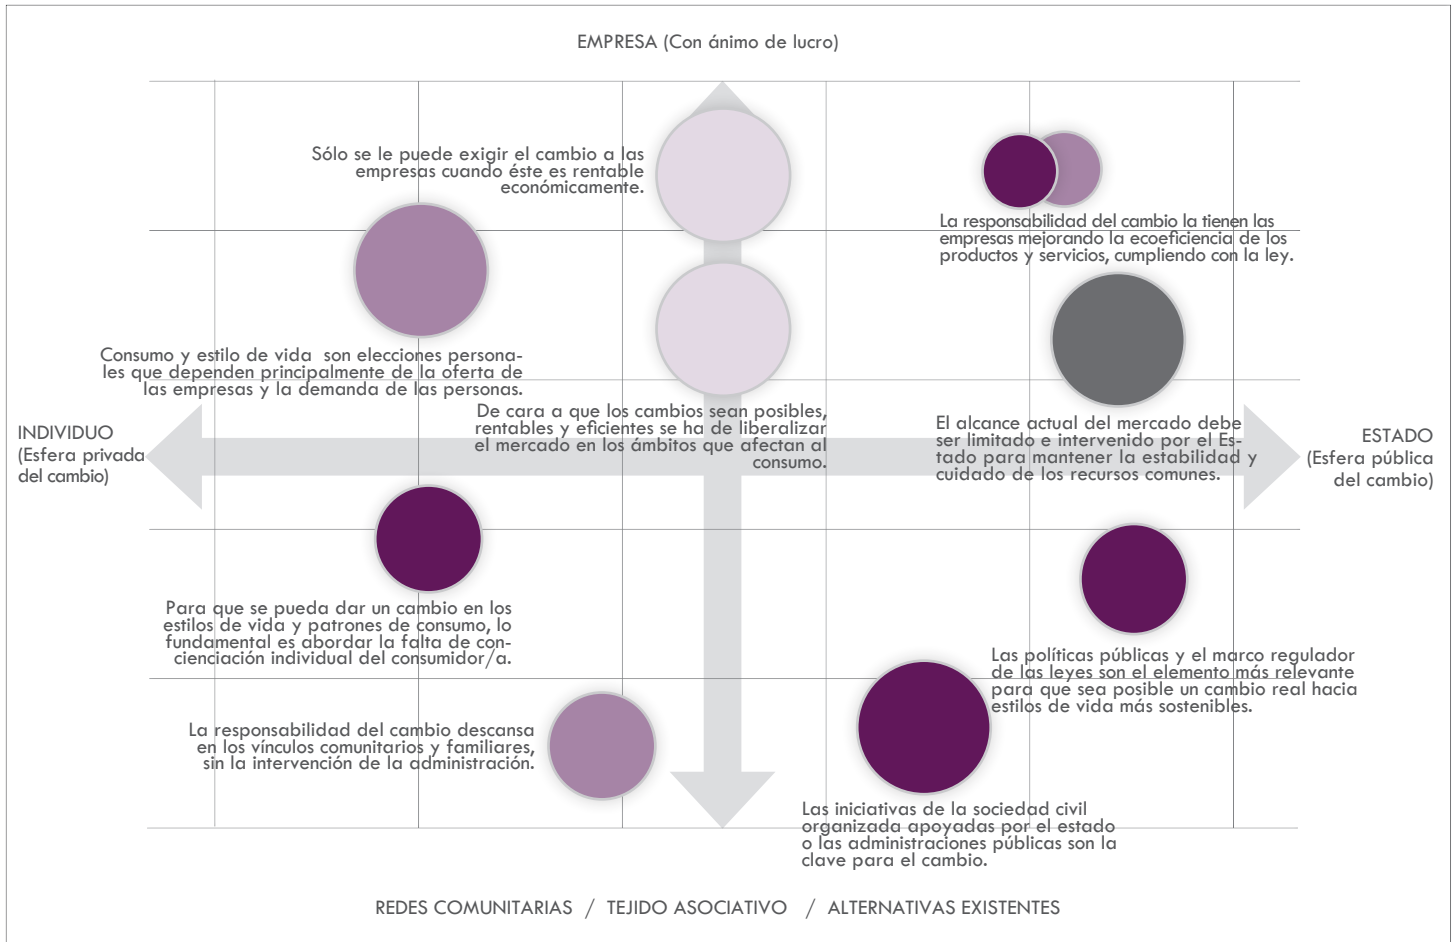 EMPRESA (Con ánimo de lucro)
Sólo se le puede exigir el cambio a las
empresas cuando éste es rentable
económicamente.
La responsabilidad del cambio la tienen las
empresas mejorando la ecoeficiencia de los
productos y servicios, cumpliendo con la ley.
Consumo y estilo de vida son elecciones persona-
les que dependen principalmente de la oferta de
las empresas y la demanda de las personas.
De cara a que los cambios sean posibles,
rentables y eficientes se ha de liberalizar
el mercado en los ámbitos que afectan al
consumo.
El alcance actual del mercado debe
ser limitado e intervenido por el Es-
tado para mantener la estabilidad y
cuidado de los recursos comunes.
INDIVIDUO
(Esfera privada
del cambio)
ESTADO
(Esfera pública
del cambio)
Para que se pueda dar un cambio en los
estilos de vida y patrones de consumo, lo
fundamental es abordar la falta de con-
cienciación individual del consumidor/a.
Las políticas públicas y el marco regulador
de las leyes son el elemento más relevante
para que sea posible un cambio real hacia
estilos de vida más sostenibles.
La responsabilidad del cambio descansa
en los vínculos comunitarios y familiares,
sin la intervención de la administración.
Las iniciativas de la sociedad civil
organizada apoyadas por el estado
o las administraciones públicas son la
clave para el cambio.
REDES COMUNITARIAS / TEJIDO ASOCIATIVO / ALTERNATIVAS EXISTENTES